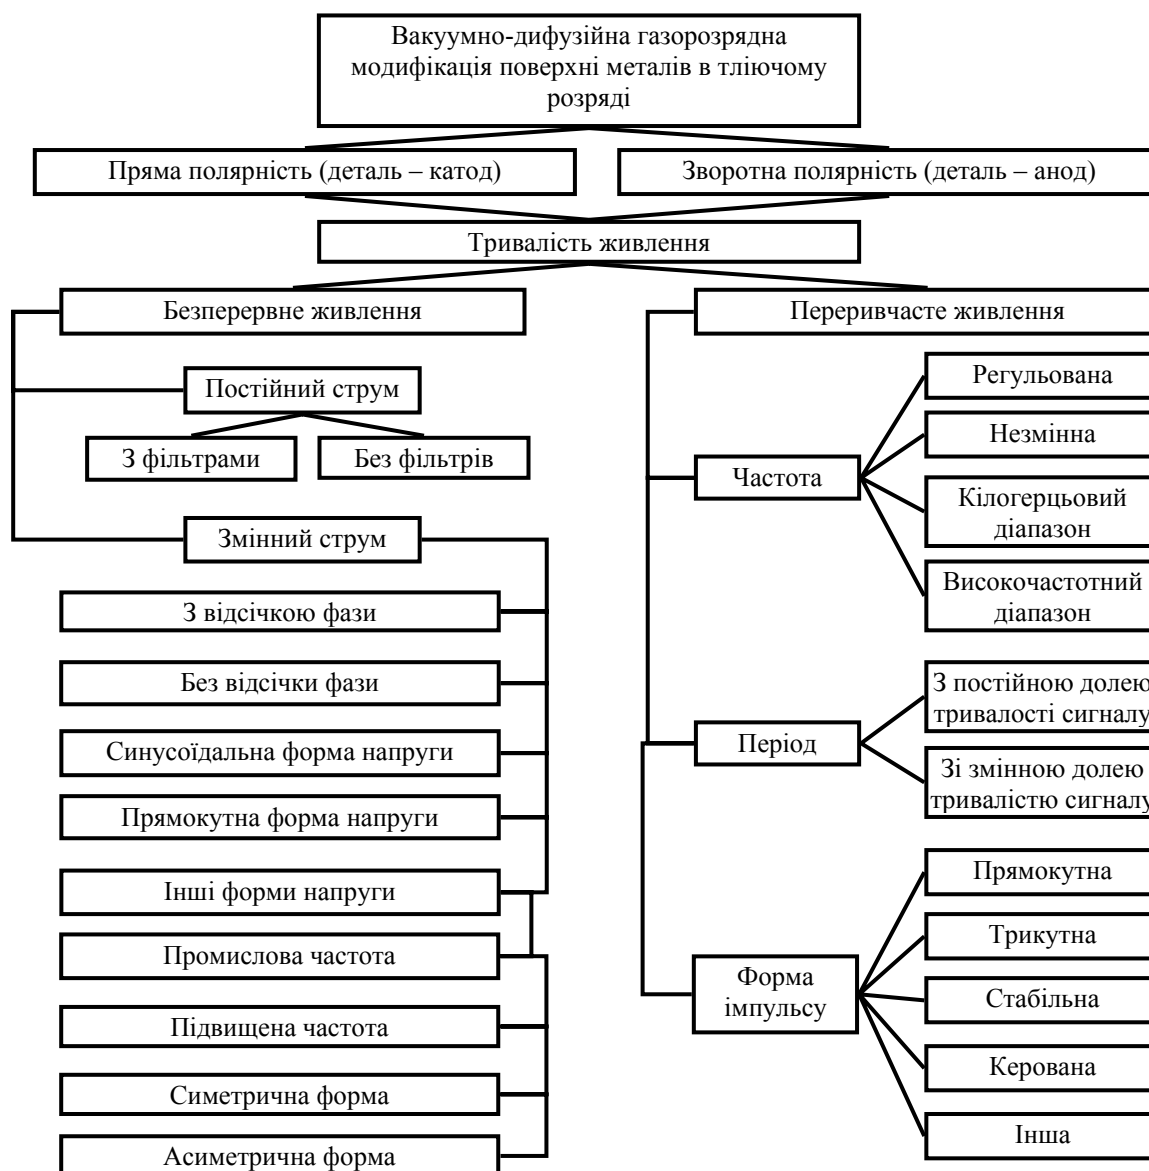 Вакуумно-дифузійна газорозрядна
модифікація поверхні металів в тліючому
розряді
Пряма полярність (деталь – катод)
Зворотна полярність (деталь – анод)
Тривалість живлення
Безперервне живлення
Переривчасте живлення
Постійний струм
З фільтрами
Без фільтрів
Змінний струм
З відсічкою фази
Без відсічки фази
Синусоїдальна форма напруги
Прямокутна форма напруги
Інші форми напруги
Промислова частота
Підвищена частота
Симетрична форма
Асиметрична форма
Частота
Регульована
Незмінна
Кілогерцьовий
діапазон
Високочастотний
діапазон
Період
З постійною долею
тривалості сигналу
Зі змінною долею
тривалістю сигналу
Форма
імпульсу
Прямокутна
Трикутна
Стабільна
Керована
Інша